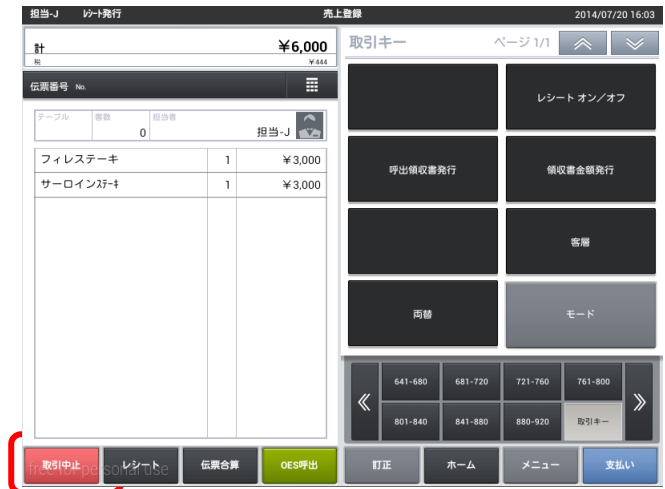 担当-J ﾚｼｰﾄ発行 売上登録 2014/07/20 16:03
計 ¥6,000
税 ¥444
伝票番号 No.
テーブル 客数 担当者
0 担当-J
フィレステーキ 1 ¥3,000
サーロインｽﾃｰｷ 1 ¥3,000
取引キー ページ 1/1
レシート オン／オフ
呼出領収書発行 領収書金額発行
客層
両替 モード
641-680 681-720 721-760 761-800
801-840 841-880 880-920 取引キー
取引中止 レシート 伝票合算 OES呼出 訂正 ホーム メニュー 支払い
free for personal use